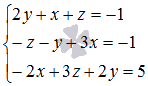 2y + x + z = −1
−z − y + 3x = −1
−2x + 3z + 2y = 5